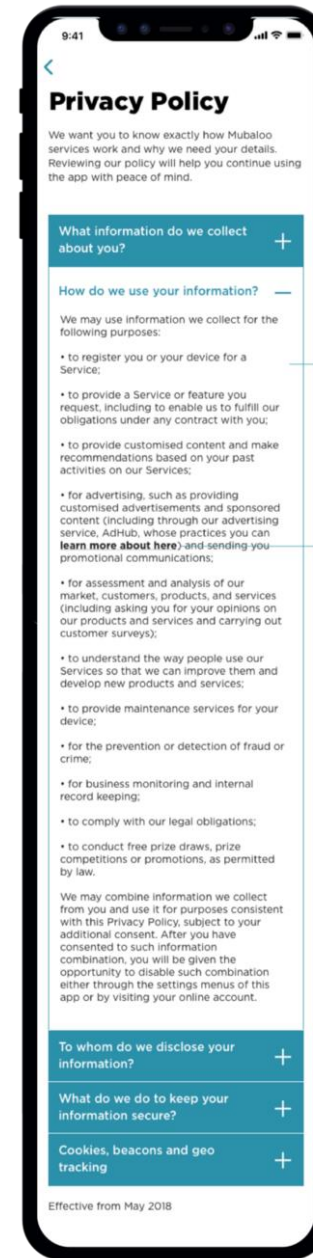 9:41
Privacy Policy
We want you to know exactly how Mubaloo
services work and why we need your details.
Reviewing our policy will help you continue using
the app with peace of mind.
What information do we collect
about you?
How do we use your information?
We may use information we collect for the
following purposes:
• to register you or your device for a
Service;
• to provide a Service or feature you
request, including to enable us to fulfill our
obligations under any contract with you;
• to provide customised content and make
recommendations based on your past
activities on our Services;
• for advertising, such as providing
customised advertisements and sponsored
content (including through our advertising
service, AdHub, whose practices you can
learn more about here) and sending you
promotional communications;
• for assessment and analysis of our
market, customers, products, and services
(including asking you for your opinions on
our products and services and carrying out
customer surveys);
• to understand the way people use our
Services so that we can improve them and
develop new products and services;
• to provide maintenance services for your
device;
• for the prevention or detection of fraud or
crime;
• for business monitoring and internal
record keeping;
• to comply with our legal obligations;
• to conduct free prize draws, prize
competitions or promotions, as permitted
by law.
We may combine information we collect
from you and use it for purposes consistent
with this Privacy Policy, subject to your
additional consent. After you have
consented to such information
combination, you will be given the
opportunity to disable such combination
either through the settings menus of this
app or by visiting your online account.
To whom do we disclose your
information?
What do we do to keep your
information secure?
Cookies, beacons and geo
tracking
Effective from May 2018